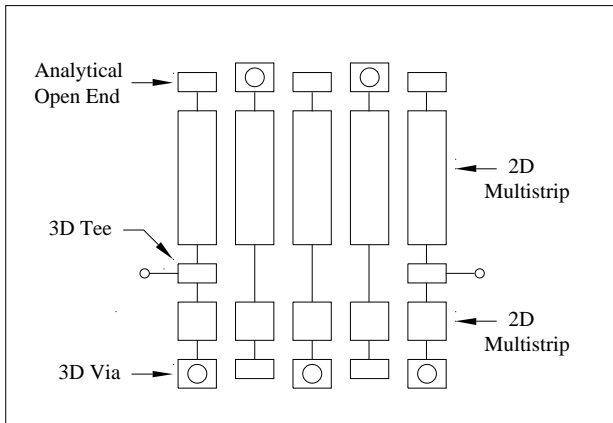 Analytical
Open End
2D
Multistrip
3D Tee
2D
Multistrip
3D Via